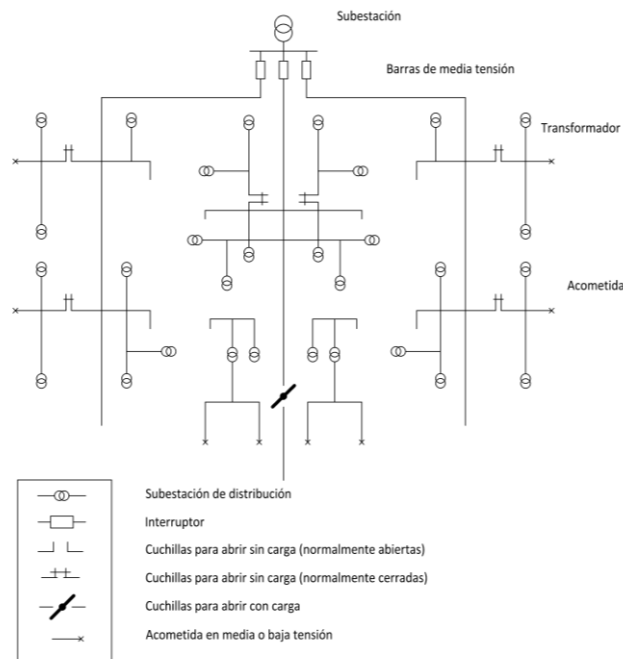 Subestación
Barras de media tensión
Transformador
Acometida
Subestación de distribución
Interruptor
Cuchillas para abrir sin carga (normalmente abiertas)
Cuchillas para abrir sin carga (normalmente cerradas)
Cuchillas para abrir con carga
Acometida en media o baja tensión